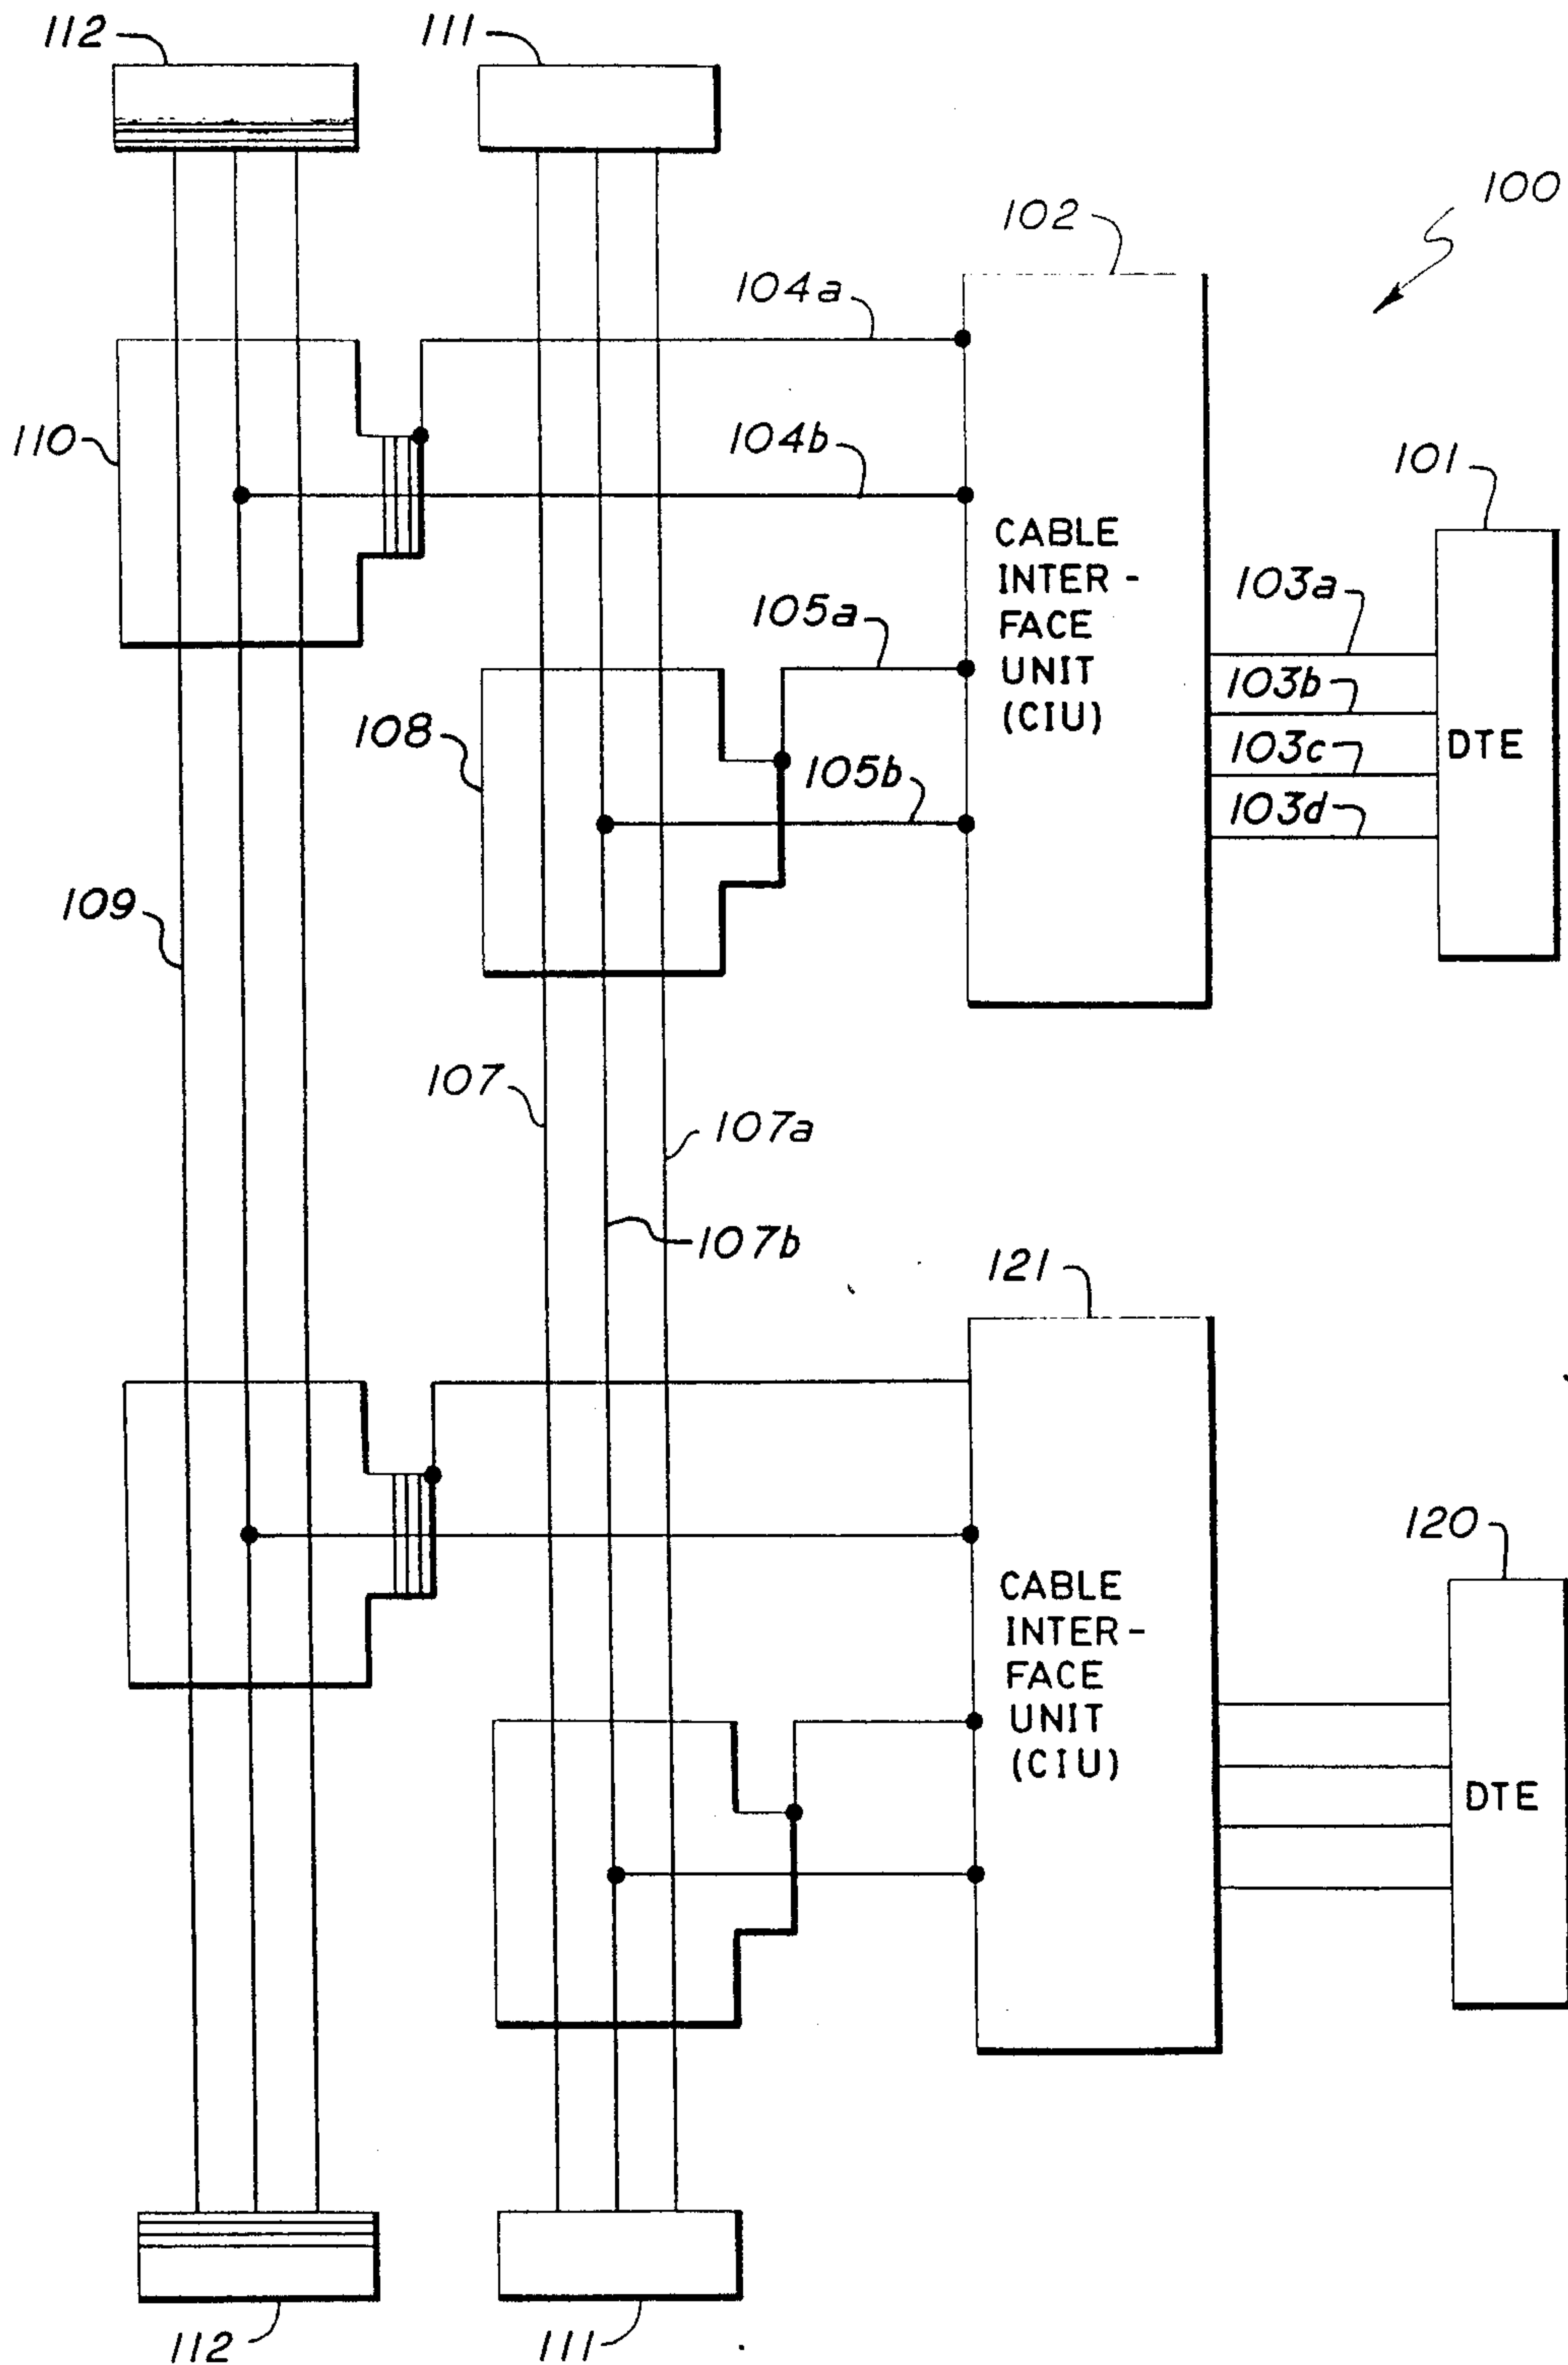 112
111
100
102
104a
110
104b
101
CABLE
INTER -
FACE
UNIT
(CIU)
103a
105a
103b
108
103c
DTE
105b
103d
109
107
107a
107b
121
120
CABLE
INTER -
FACE
UNIT
(CIU)
DTE
112
111